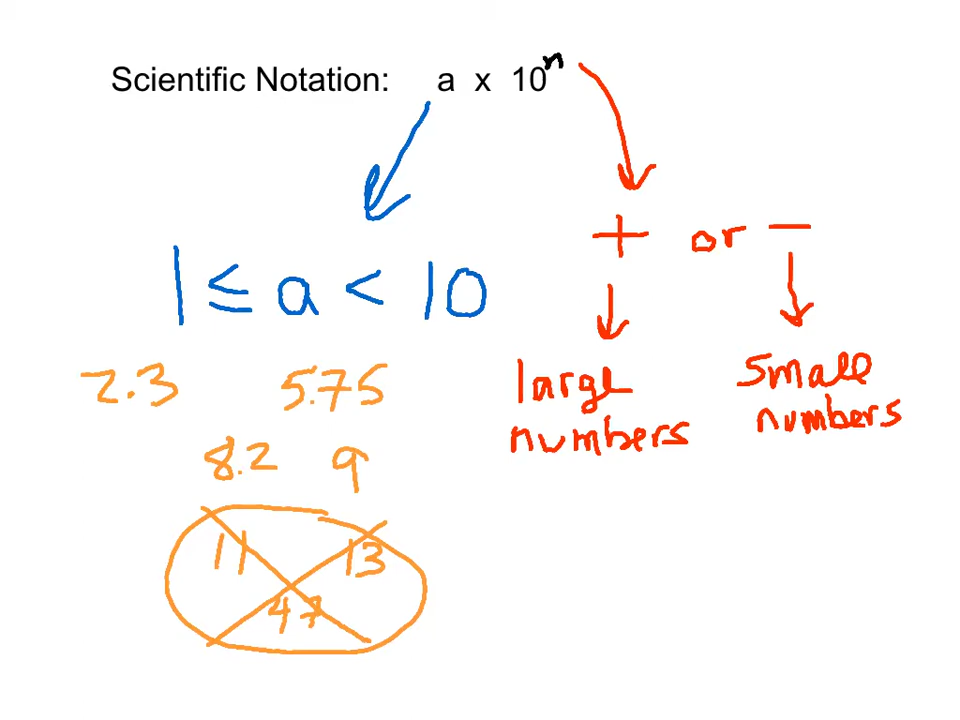 Scientific Notation: a x 10ⁿ
+ or −
1 ≤ a < 10
large numbers
small numbers
2.3 5.75
8.2 9
11 13
47